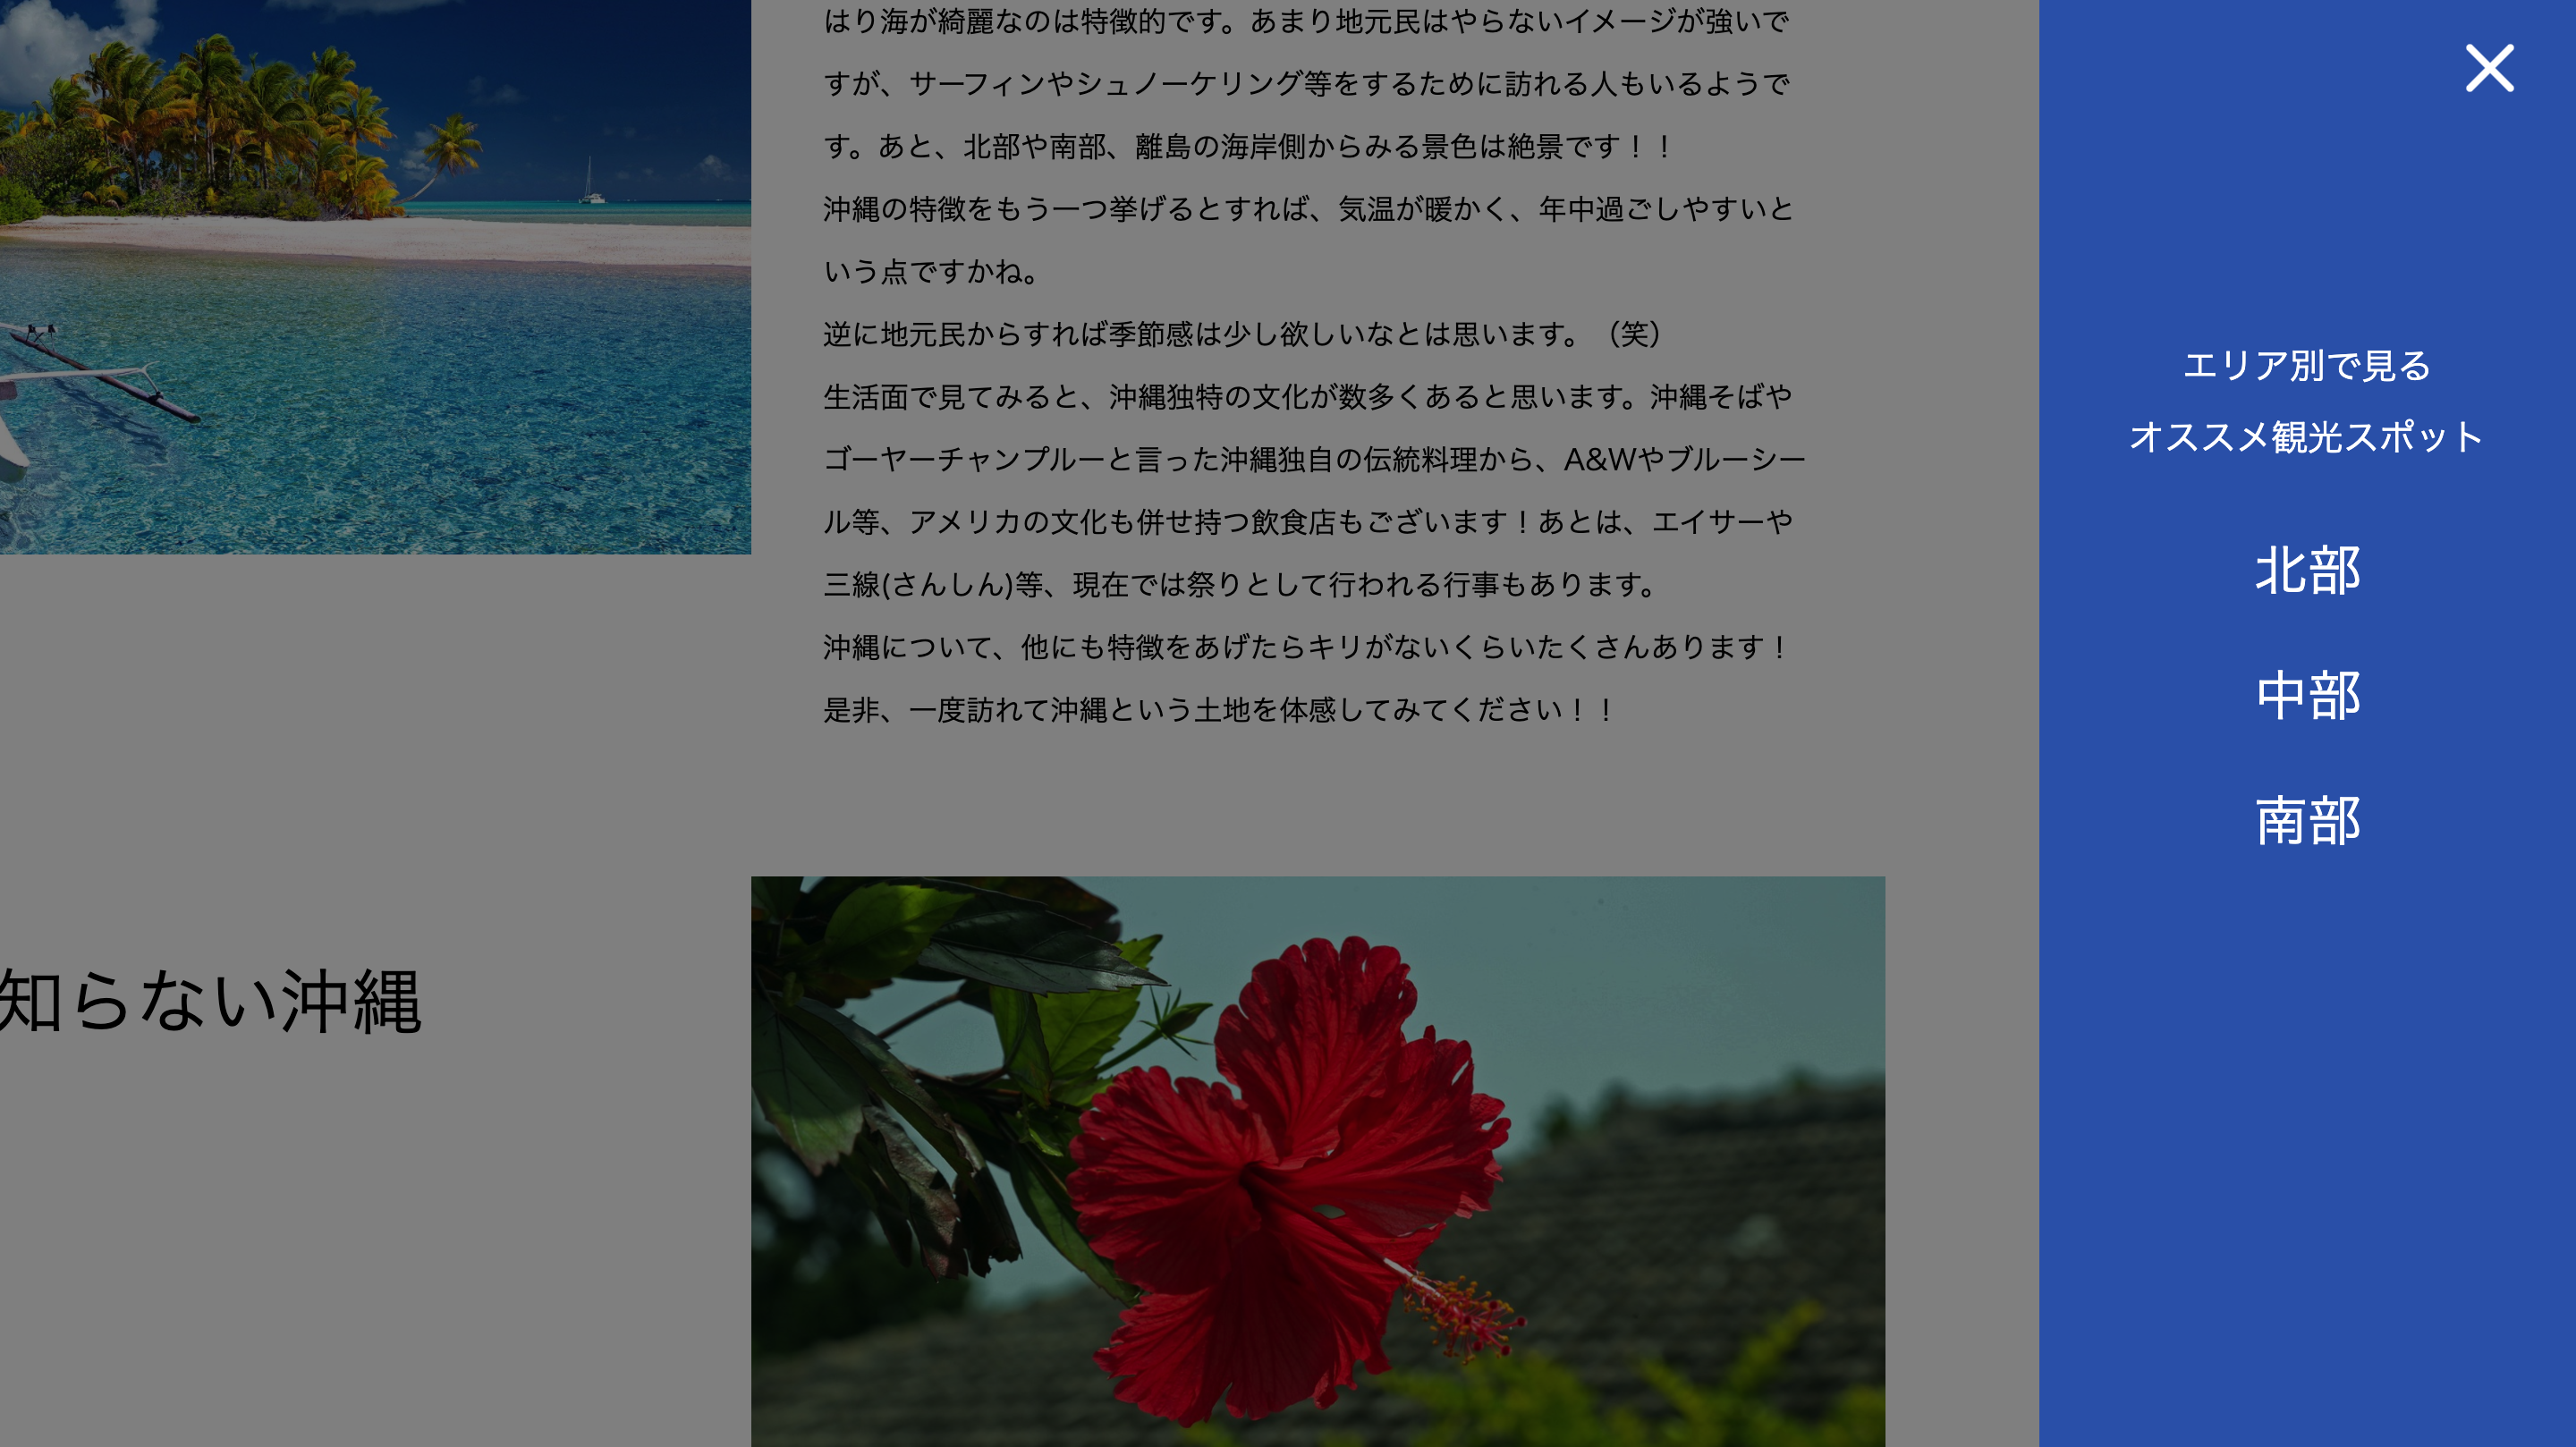 はり海が綺麗なのは特徴的です。あまり地元民はやらないイメージが強いで
すが、サーフィンやシュノーケリング等をするために訪れる人もいるようで
す。あと、北部や南部、離島の海岸側からみる景色は絶景です！！
沖縄の特徴をもう一つ挙げるとすれば、気温が暖かく、年中過ごしやすいと
いう点ですかね。
逆に地元民からすれば季節感は少し欲しいなとは思います。（笑）
生活面で見てみると、沖縄独特の文化が数多くあると思います。沖縄そばや
ゴーヤーチャンプルーと言った沖縄独自の伝統料理から、A&Wやブルーシー
ル等、アメリカの文化も併せ持つ飲食店もございます！あとは、エイサーや
三線(さんしん)等、現在では祭りとして行われる行事もあります。
沖縄について、他にも特徴をあげたらキリがないくらいたくさんあります！
是非、一度訪れて沖縄という土地を体感してみてください！！
知らない沖縄
エリア別で見る
オススメ観光スポット
北部
中部
南部